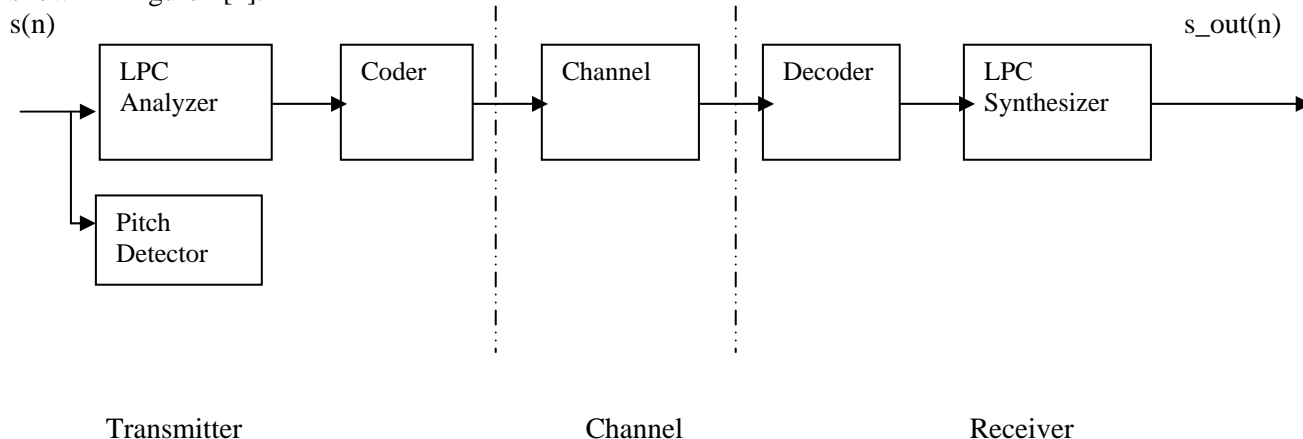 s(n)
s_out(n)
LPC
Analyzer
Coder
Channel
Decoder
LPC
Synthesizer
Pitch
Detector
Transmitter
Channel
Receiver